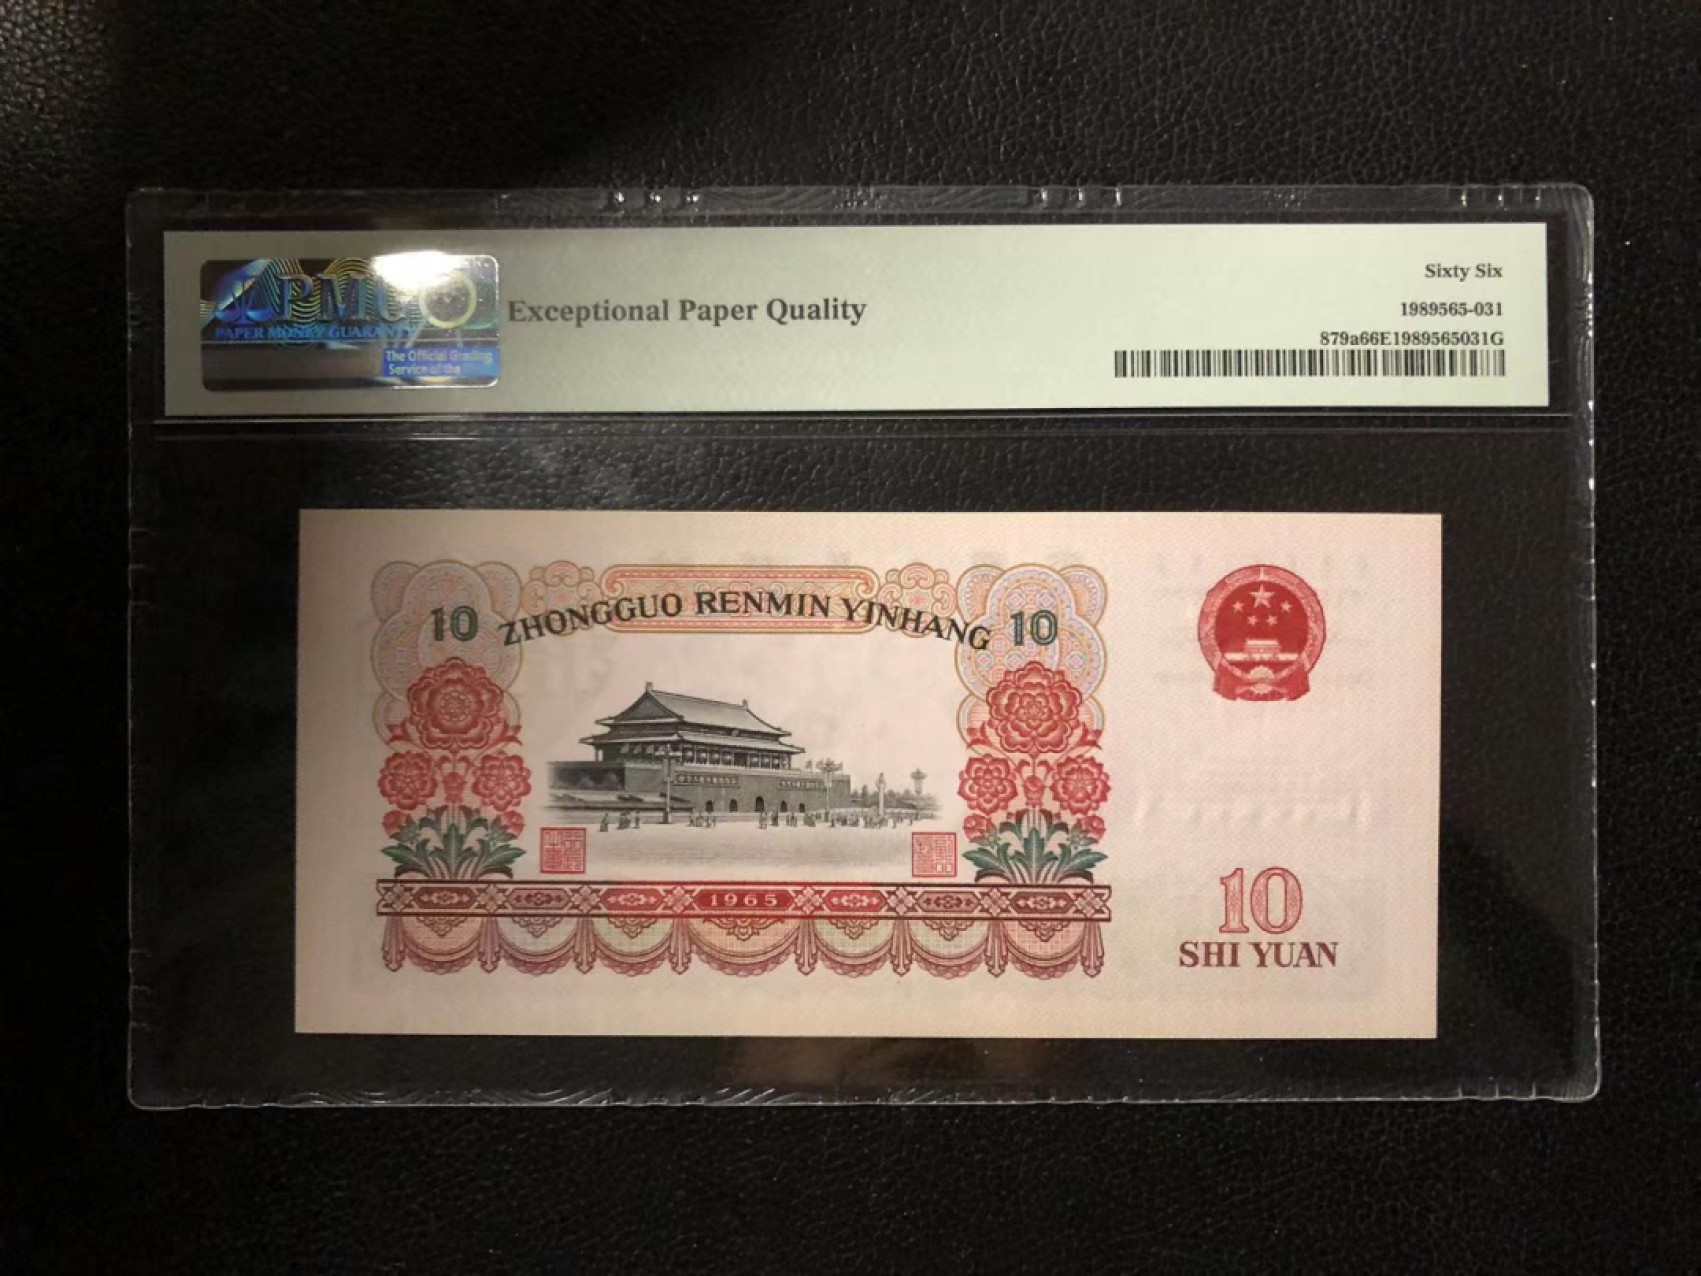 PMG
PAPER MONEY GUARANTY
The Official Grading
Service of the
Exceptional Paper Quality
Sixty Six
1989565-031
879a66E1989565031G
10 ZHONGGUO RENMIN YINHANG 10
1965
10
SHI YUAN